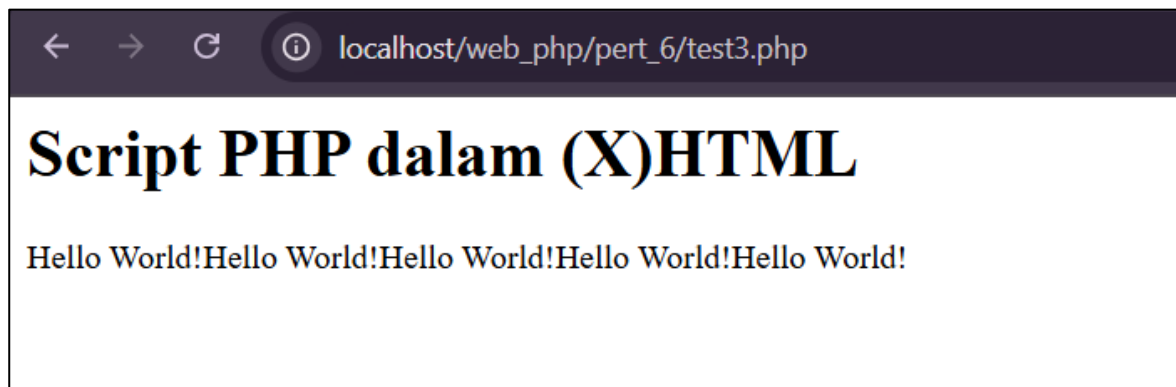 localhost/web_php/pert_6/test3.php
Script PHP dalam (X)HTML
Hello World!Hello World!Hello World!Hello World!Hello World!